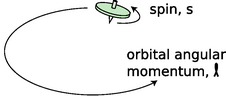 spin, s
orbital angular
momentum, ℓ